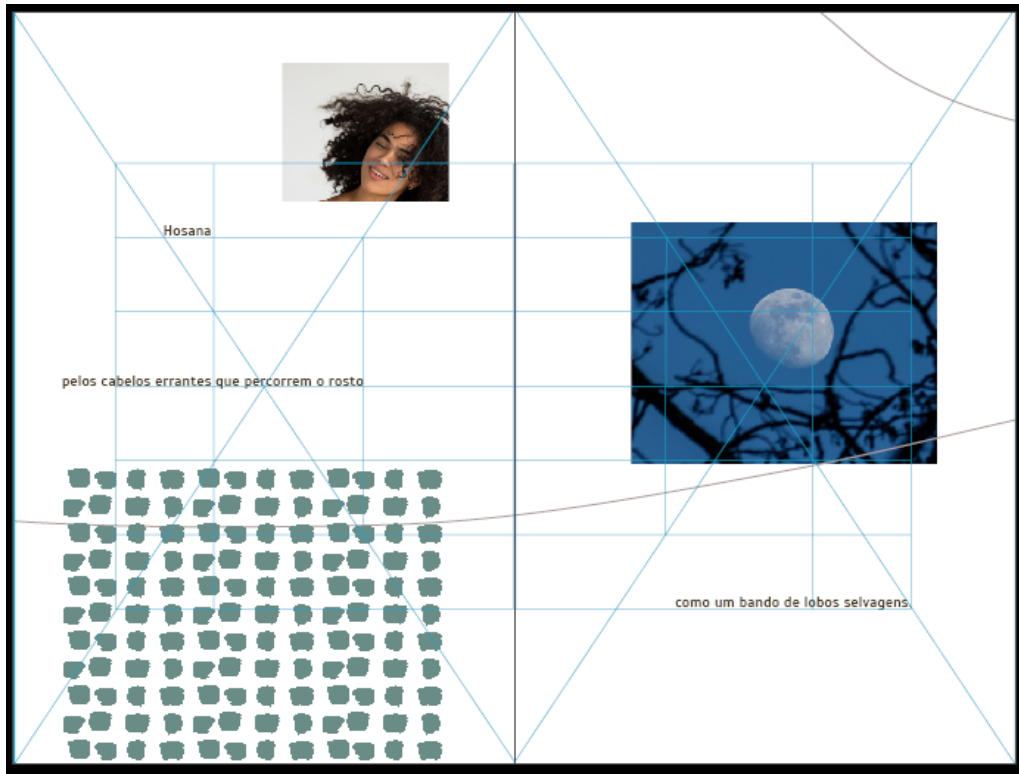 Hosana
pelos cabelos errantes que percorrem o rosto
como um bando de lobos selvagens.